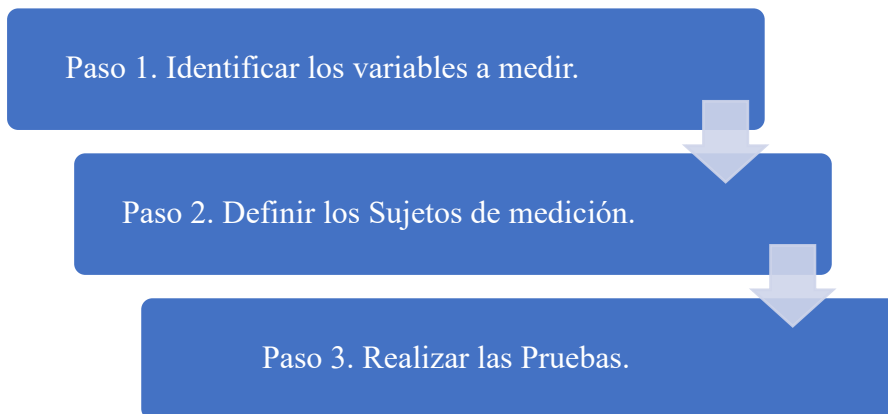 Paso 1. Identificar los variables a medir.
Paso 2. Definir los Sujetos de medición.
Paso 3. Realizar las Pruebas.